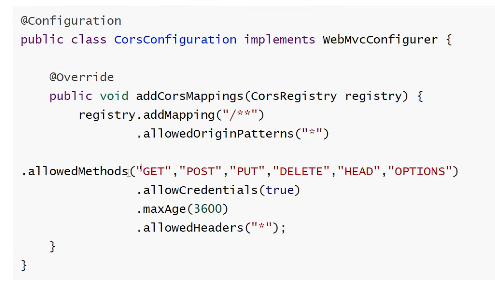 @Configuration
public class CorsConfiguration implements WebMvcConfigurer {
@Override
public void addCorsMappings(CorsRegistry registry) {
registry.addMapping("/**")
.allowedOriginPatterns("*")
.allowedMethods("GET","POST","PUT","DELETE","HEAD","OPTIONS")
.allowCredentials(true)
.maxAge(3600)
.allowedHeaders("*");
}
}